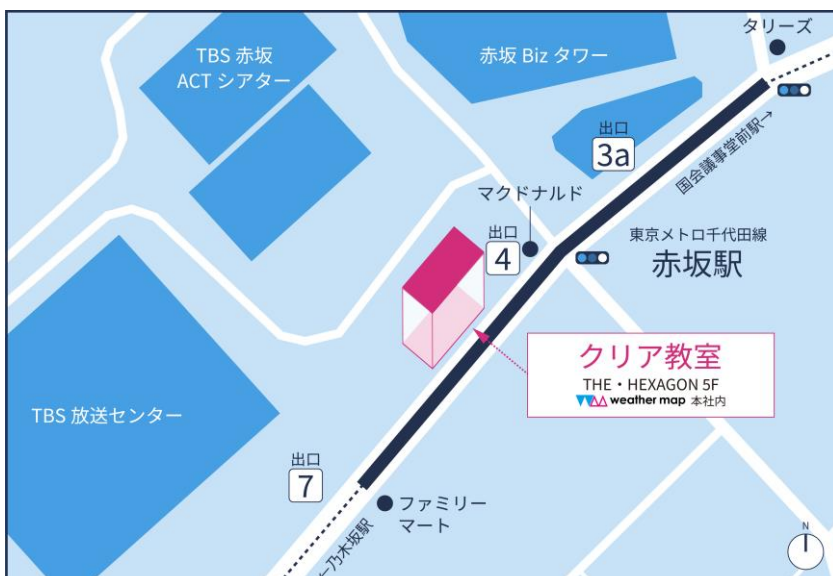 タリーズ
TBS 赤坂
ACT シアター
赤坂 Biz タワー
出口
3a
国会議事堂前駅→
マクドナルド
出口
4
東京メトロ千代田線
赤坂駅
クリア教室
THE・HEXAGON 5F
weather map 本社内
TBS 放送センター
出口
7
ファミリー
マート
←乃木坂駅
N